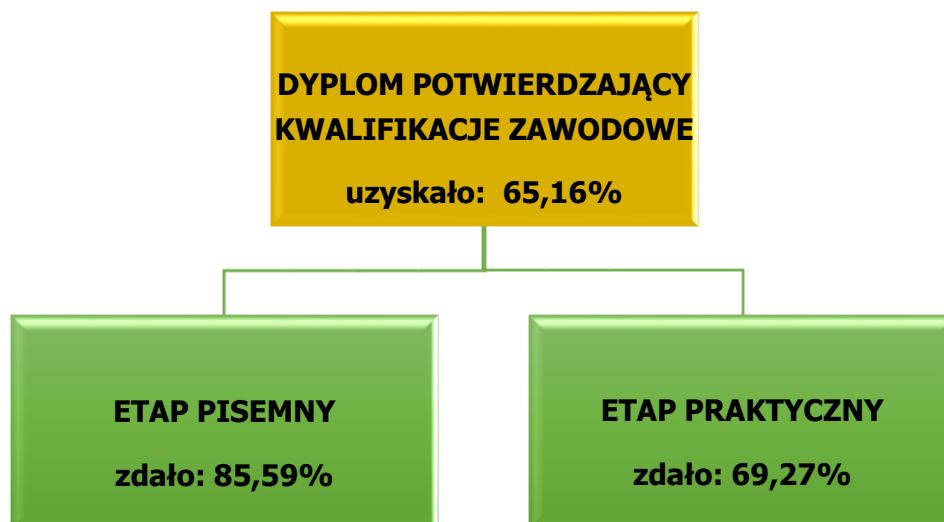 DYPLOM POTWIERDZAJĄCY
KWALIFIKACJE ZAWODOWE
uzyskało: 65,16%
ETAP PISEMNY
zdało: 85,59%
ETAP PRAKTYCZNY
zdało: 69,27%